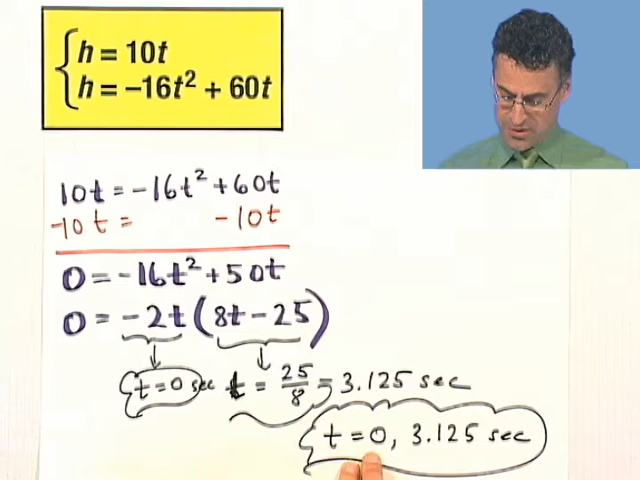 h = 10t
h = –16t² + 60t
10t = -16t² + 60t
-10t = -10t
0 = -16t² + 50t
0 = -2t (8t - 25)
t = 0 sec t = 25/8 = 3.125 sec
t = 0, 3.125 sec